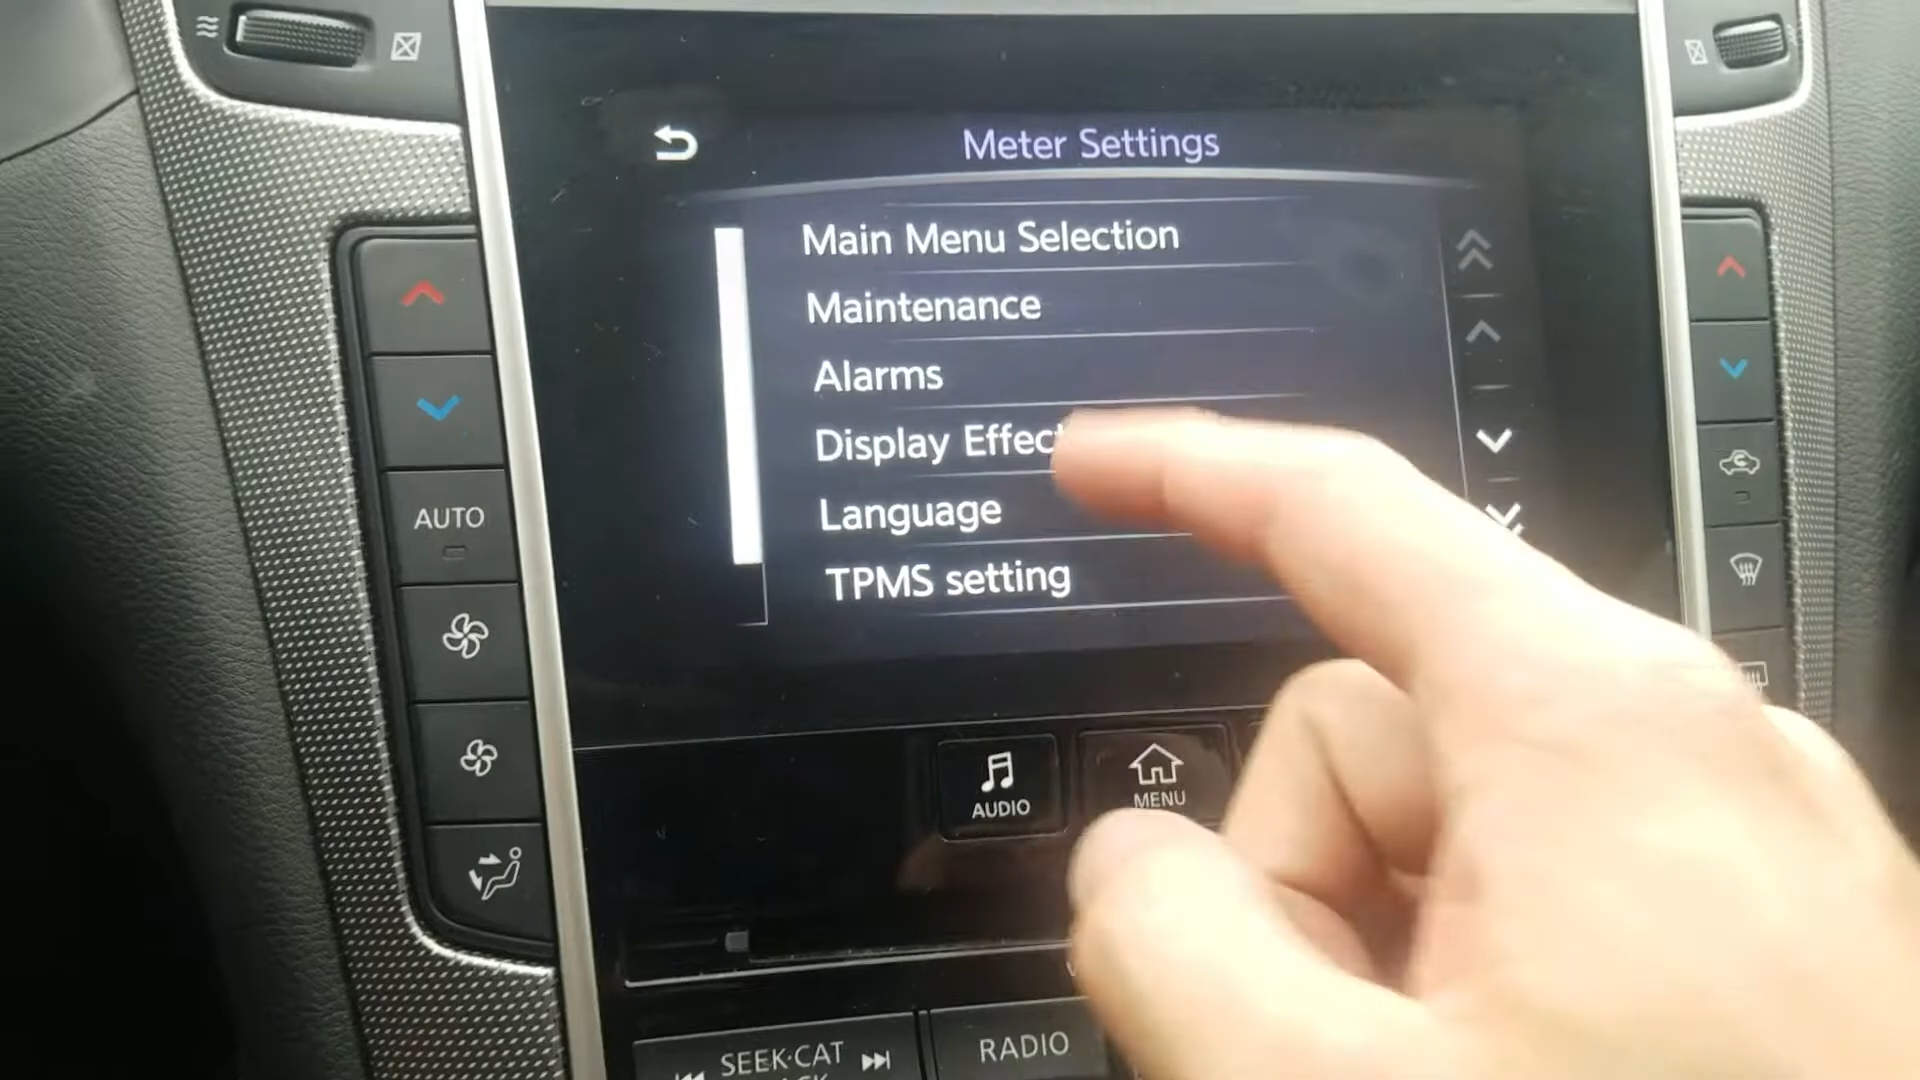 Meter Settings
Main Menu Selection
Maintenance
Alarms
Display Effect
Language
TPMS setting
AUTO
AUDIO
MENU
SEEK·CAT
RADIO